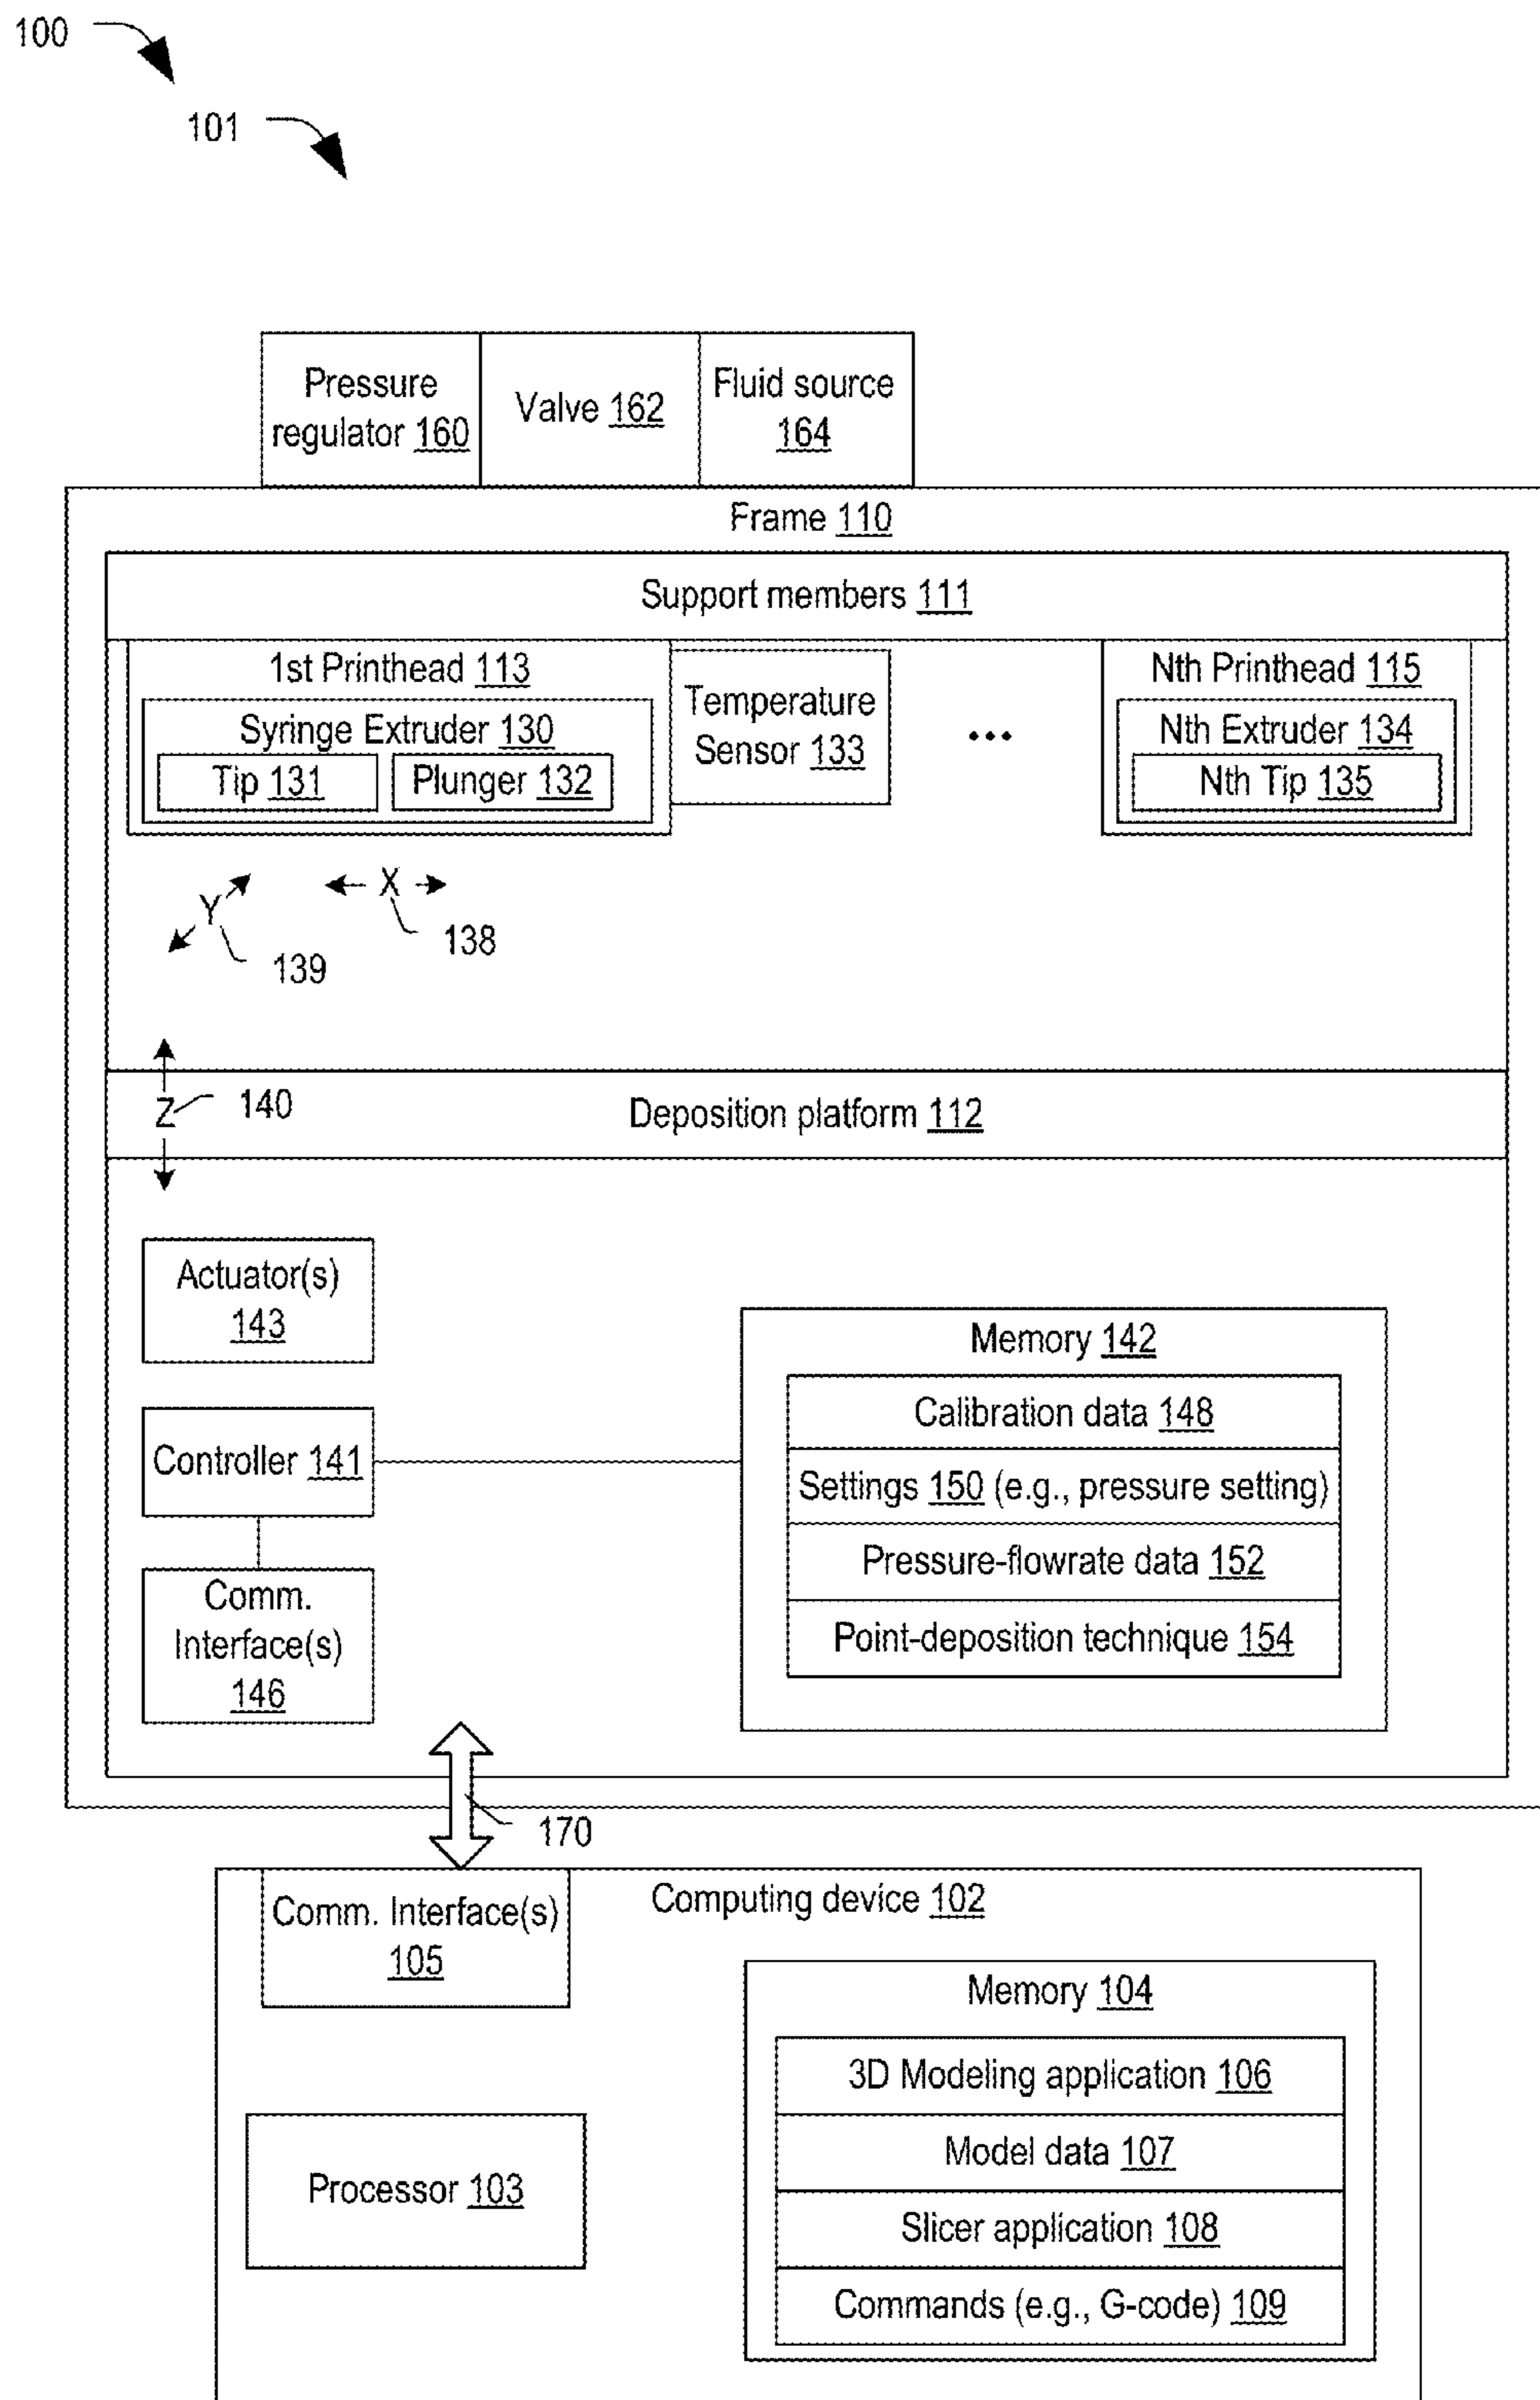 100
101
Pressure
regulator 160
Valve 162
Fluid source
164
Frame 110
Support members 111
1st Printhead 113
Syringe Extruder 130
Tip 131
Plunger 132
Temperature
Sensor 133
...
Nth Printhead 115
Nth Extruder 134
Nth Tip 135
Y
X
138
139
Z
140
Deposition platform 112
Actuator(s)
143
Controller 141
Comm.
Interface(s)
146
Memory 142
Calibration data 148
Settings 150 (e.g., pressure setting)
Pressure-flowrate data 152
Point-deposition technique 154
170
Computing device 102
Comm. Interface(s)
105
Processor 103
Memory 104
3D Modeling application 106
Model data 107
Slicer application 108
Commands (e.g., G-code) 109